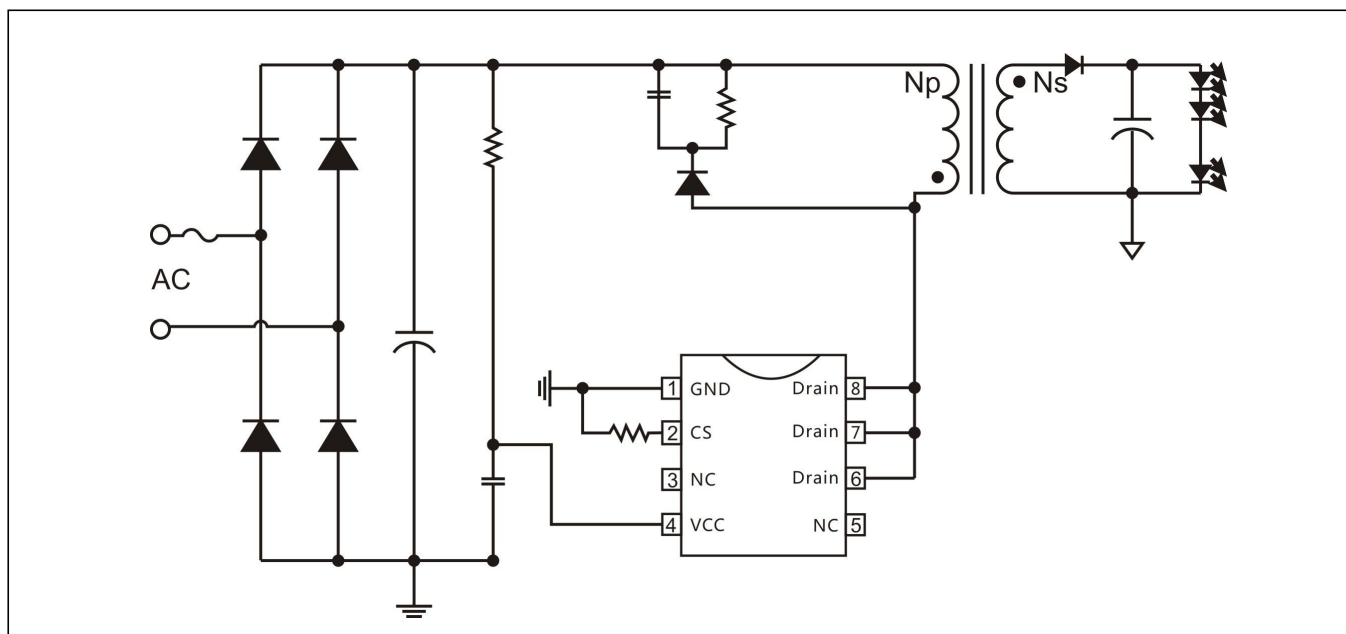 Np Ns
AC
1 GND Drain 8
2 CS Drain 7
3 NC Drain 6
4 VCC NC 5